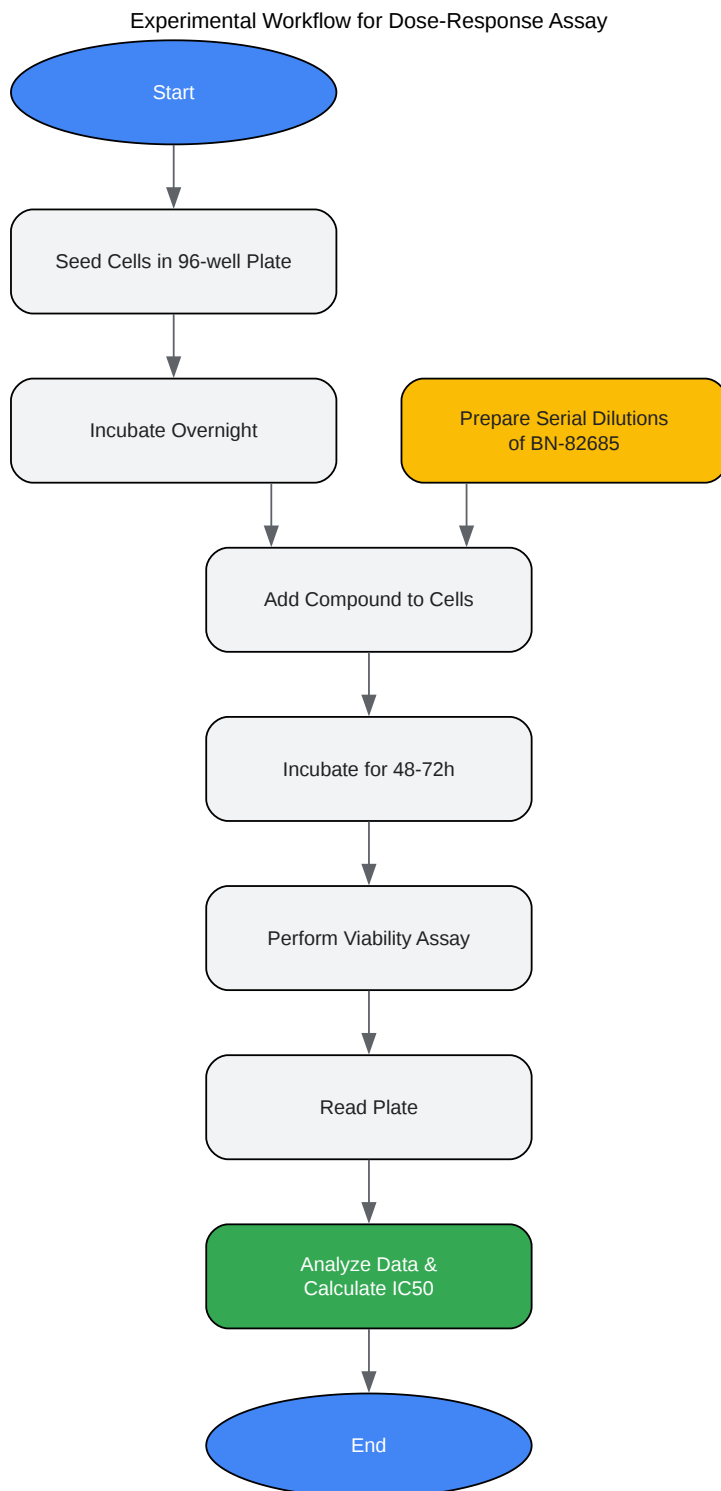 Experimental Workflow for Dose-Response Assay
Start
Seed Cells in 96-well Plate
Incubate Overnight
Prepare Serial Dilutions
of BN-82685
Add Compound to Cells
Incubate for 48-72h
Perform Viability Assay
Read Plate
Analyze Data &
Calculate IC50
End